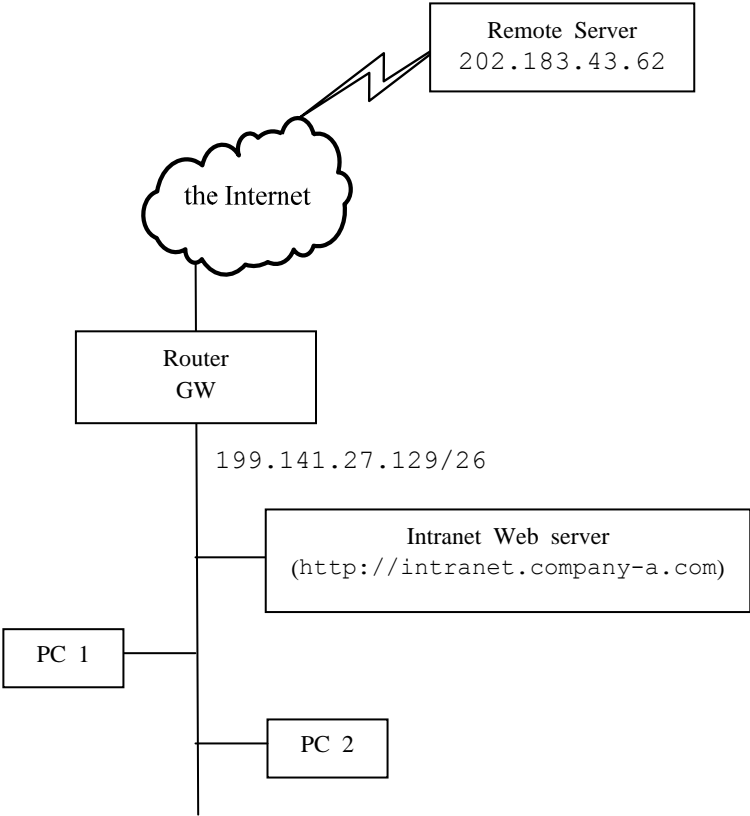 Remote Server
202.183.43.62
the Internet
Router
GW
199.141.27.129/26
Intranet Web server
(http://intranet.company-a.com)
PC 1
PC 2